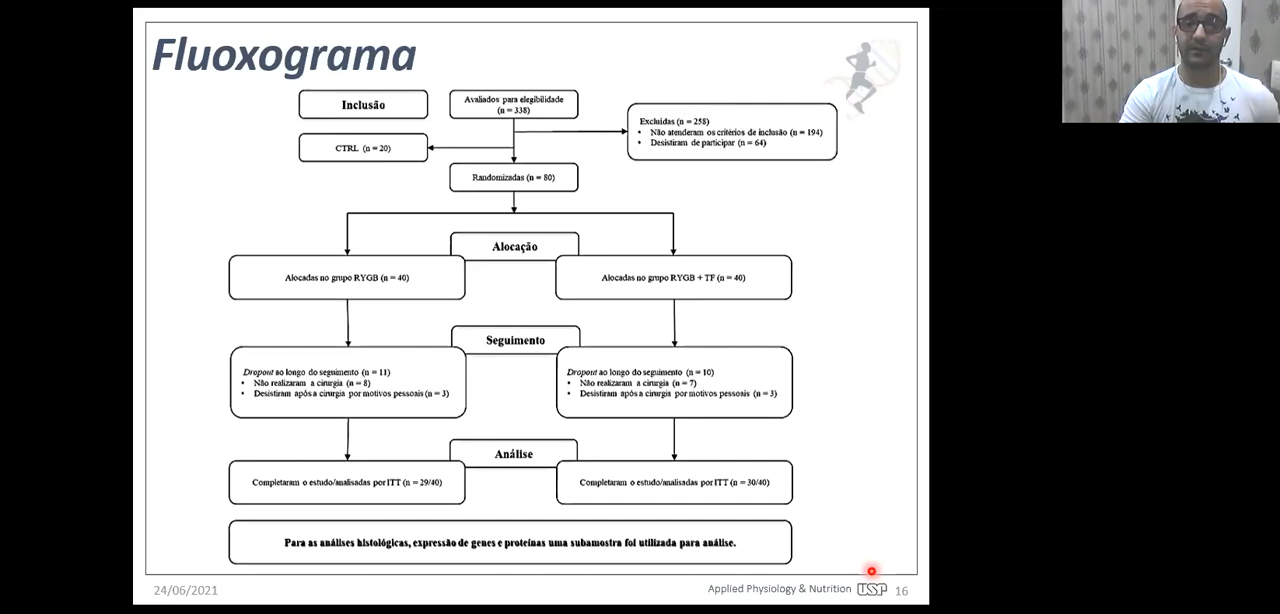 Fluoxograma
Inclusão
Avaliados para elegibilidade
(n = 338)
Excluídas (n = 258)
• Não atenderam os critérios de inclusão (n = 194)
• Desistiram de participar (n = 64)
CTRL (n = 20)
Randomizadas (n = 80)
Alocação
Alocadas no grupo RYGB (n = 40)
Alocadas no grupo RYGB + TF (n = 40)
Seguimento
Dropout ao longo do seguimento (n = 11)
• Não realizaram a cirurgia (n = 8)
• Desistiram após a cirurgia por motivos pessoais (n = 3)
Dropout ao longo do seguimento (n = 10)
• Não realizaram a cirurgia (n = 7)
• Desistiram após a cirurgia por motivos pessoais (n = 3)
Análise
Completaram o estudo/analisadas por ITT (n = 29/40)
Completaram o estudo/analisadas por ITT (n = 30/40)
Para as análises histológicas, expressão de genes e proteínas uma subamostra foi utilizada para análise.
24/06/2021
Applied Physiology & Nutrition USP 16